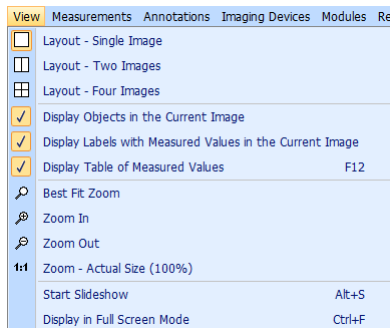 View Measurements Annotations Imaging Devices Modules
Layout - Single Image
Layout - Two Images
Layout - Four Images
Display Objects in the Current Image
Display Labels with Measured Values in the Current Image
Display Table of Measured Values F12
Best Fit Zoom
Zoom In
Zoom Out
1:1 Zoom - Actual Size (100%)
Start Slideshow Alt+S
Display in Full Screen Mode Ctrl+F